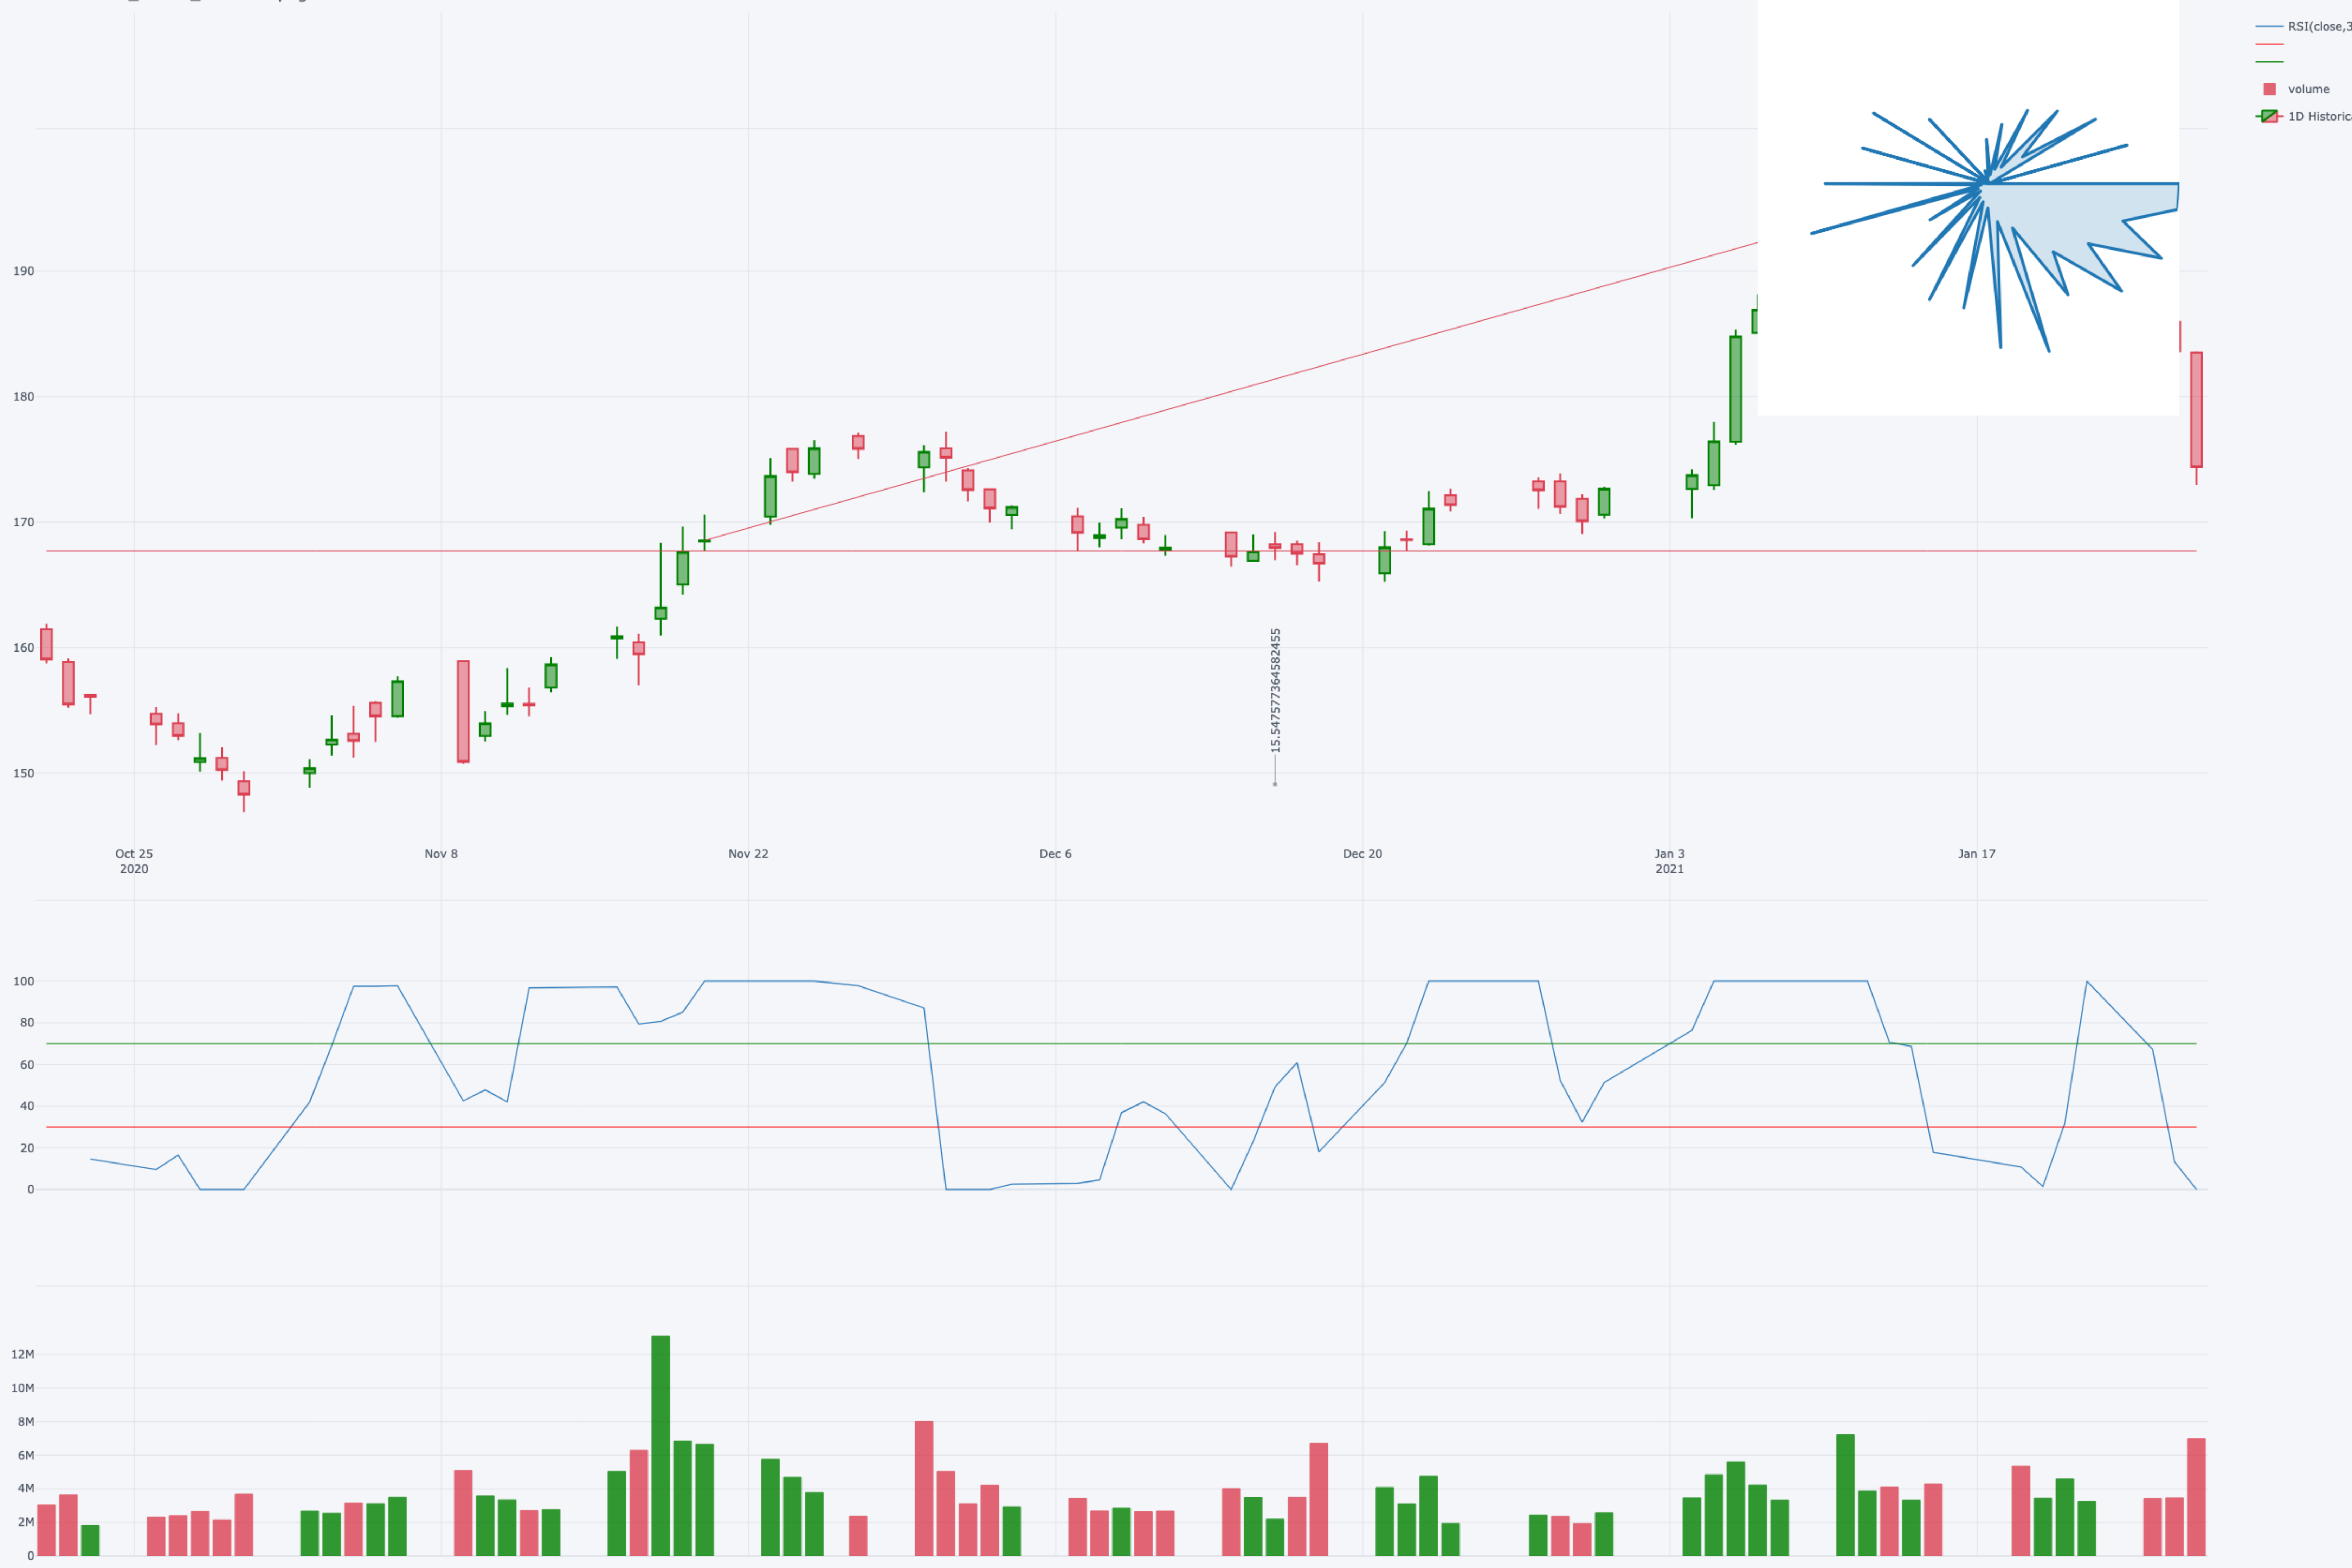 RSI(close,3
volume
1D Historica
190
180
170
160
150
15.547577364582455
Oct 25
2020
Nov 8
Nov 22
Dec 6
Dec 20
Jan 3
2021
Jan 17
100
80
60
40
20
0
12M
10M
8M
6M
4M
2M
0